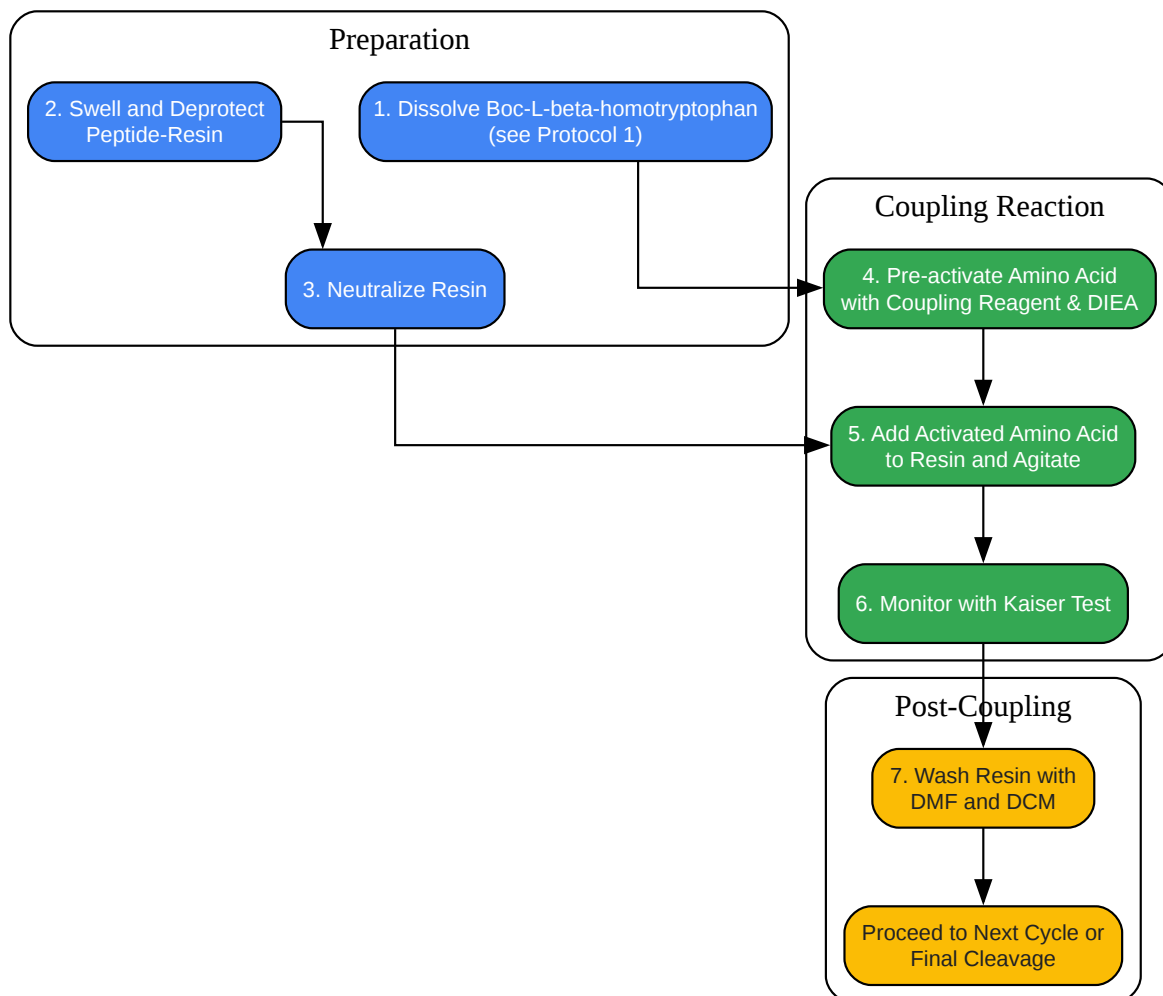 Preparation
2. Swell and Deprotect
Peptide-Resin
1. Dissolve Boc-L-beta-homotryptophan
(see Protocol 1)
3. Neutralize Resin
Coupling Reaction
4. Pre-activate Amino Acid
with Coupling Reagent & DIEA
5. Add Activated Amino Acid
to Resin and Agitate
6. Monitor with Kaiser Test
Post-Coupling
7. Wash Resin with
DMF and DCM
Proceed to Next Cycle or
Final Cleavage